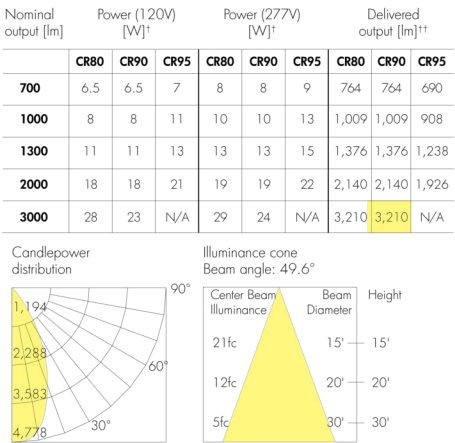 Nominal output [lm] Power (120V) [W]† Power (277V) [W]† Delivered output [lm]††
CR80 CR90 CR95 CR80 CR90 CR95 CR80 CR90 CR95
700 6.5 6.5 7 8 8 9 764 764 690
1000 8 8 11 10 10 13 1,009 1,009 908
1300 11 11 13 13 13 15 1,376 1,376 1,238
2000 18 18 21 19 19 22 2,140 2,140 1,926
3000 28 23 N/A 29 24 N/A 3,210 3,210 N/A
Candlepower
distribution
90°
1,194
2,288
60°
3,583
30°
4,778
Illuminance cone
Beam angle: 49.6°
Center Beam Illuminance Beam Diameter Height
21fc 15' 15'
12fc 20' 20'
5fc 30' 30'